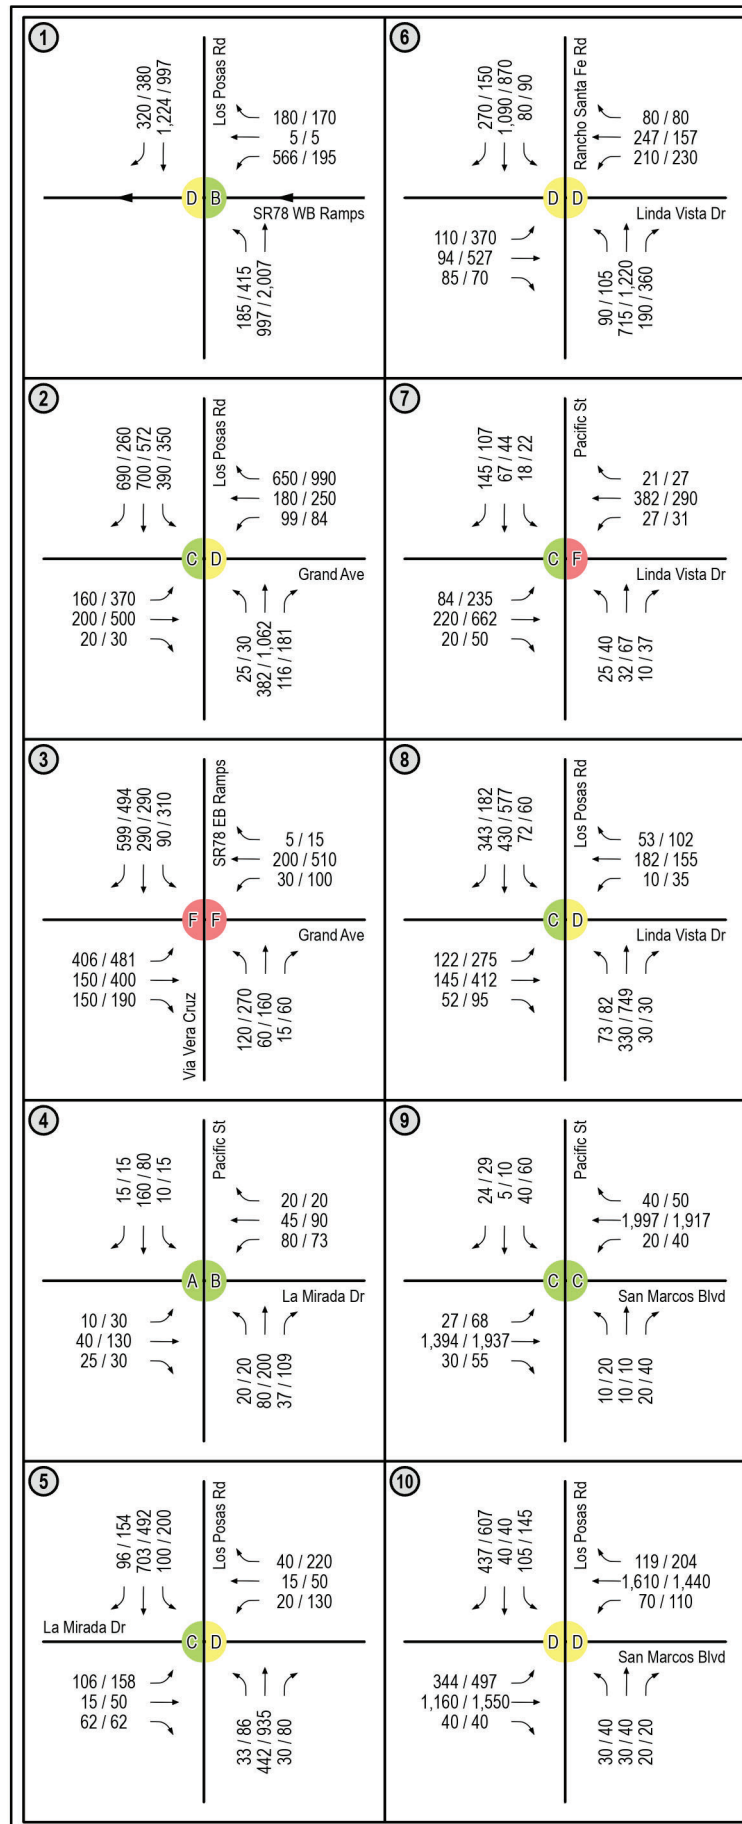 1
Los Posas Rd
320 / 380
1,224 / 997
180 / 170
5 / 5
566 / 195
D B
SR78 WB Ramps
185 / 415
997 / 2,007
2
Los Posas Rd
690 / 260
700 / 572
390 / 350
650 / 990
180 / 250
99 / 84
C D
Grand Ave
160 / 370
200 / 500
20 / 30
25 / 30
382 / 1,062
116 / 181
3
SR78 EB Ramps
599 / 494
290 / 290
90 / 310
5 / 15
200 / 510
30 / 100
F F
Grand Ave
406 / 481
150 / 400
150 / 190
Via Vera Cruz
120 / 270
60 / 160
15 / 60
4
Pacific St
15 / 15
160 / 80
10 / 15
20 / 20
45 / 90
80 / 73
A B
La Mirada Dr
10 / 30
40 / 130
25 / 30
20 / 20
80 / 200
37 / 109
5
Los Posas Rd
96 / 154
703 / 492
100 / 200
40 / 220
15 / 50
20 / 130
La Mirada Dr
C D
106 / 158
15 / 50
62 / 62
33 / 86
442 / 935
30 / 80
6
Rancho Santa Fe Rd
270 / 150
1,090 / 870
80 / 90
80 / 80
247 / 157
210 / 230
D D
Linda Vista Dr
110 / 370
94 / 527
85 / 70
90 / 105
715 / 1,220
190 / 360
7
Pacific St
145 / 107
67 / 44
18 / 22
21 / 27
382 / 290
27 / 31
C F
Linda Vista Dr
84 / 235
220 / 662
20 / 50
25 / 40
32 / 67
10 / 37
8
Los Posas Rd
343 / 182
430 / 577
72 / 60
53 / 102
182 / 155
10 / 35
C D
Linda Vista Dr
122 / 275
145 / 412
52 / 95
73 / 82
330 / 749
30 / 30
9
Pacific St
24 / 29
5 / 10
40 / 60
40 / 50
1,997 / 1,917
20 / 40
C C
San Marcos Blvd
27 / 68
1,394 / 1,937
30 / 55
10 / 20
10 / 10
20 / 40
10
Los Posas Rd
437 / 607
40 / 40
105 / 145
119 / 204
1,610 / 1,440
70 / 110
D D
San Marcos Blvd
344 / 497
1,160 / 1,550
40 / 40
30 / 40
30 / 40
20 / 20